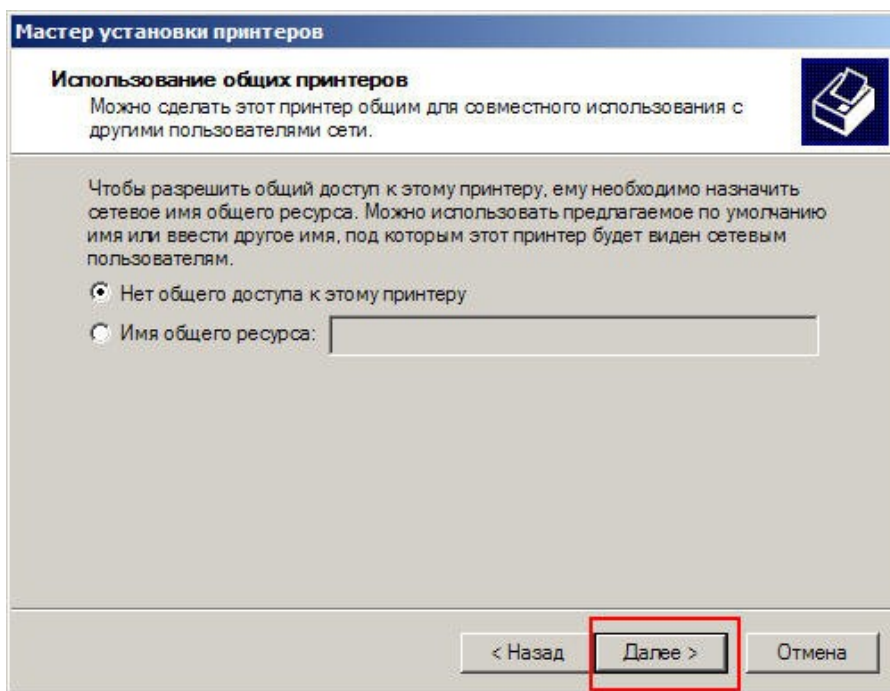 Мастер установки принтеров
Использование общих принтеров
Можно сделать этот принтер общим для совместного использования с
другими пользователями сети.
Чтобы разрешить общий доступ к этому принтеру, ему необходимо назначить
сетевое имя общего ресурса. Можно использовать предлагаемое по умолчанию
имя или ввести другое имя, под которым этот принтер будет виден сетевым
пользователям.
Нет общего доступа к этому принтеру
Имя общего ресурса:
< Назад Далее > Отмена